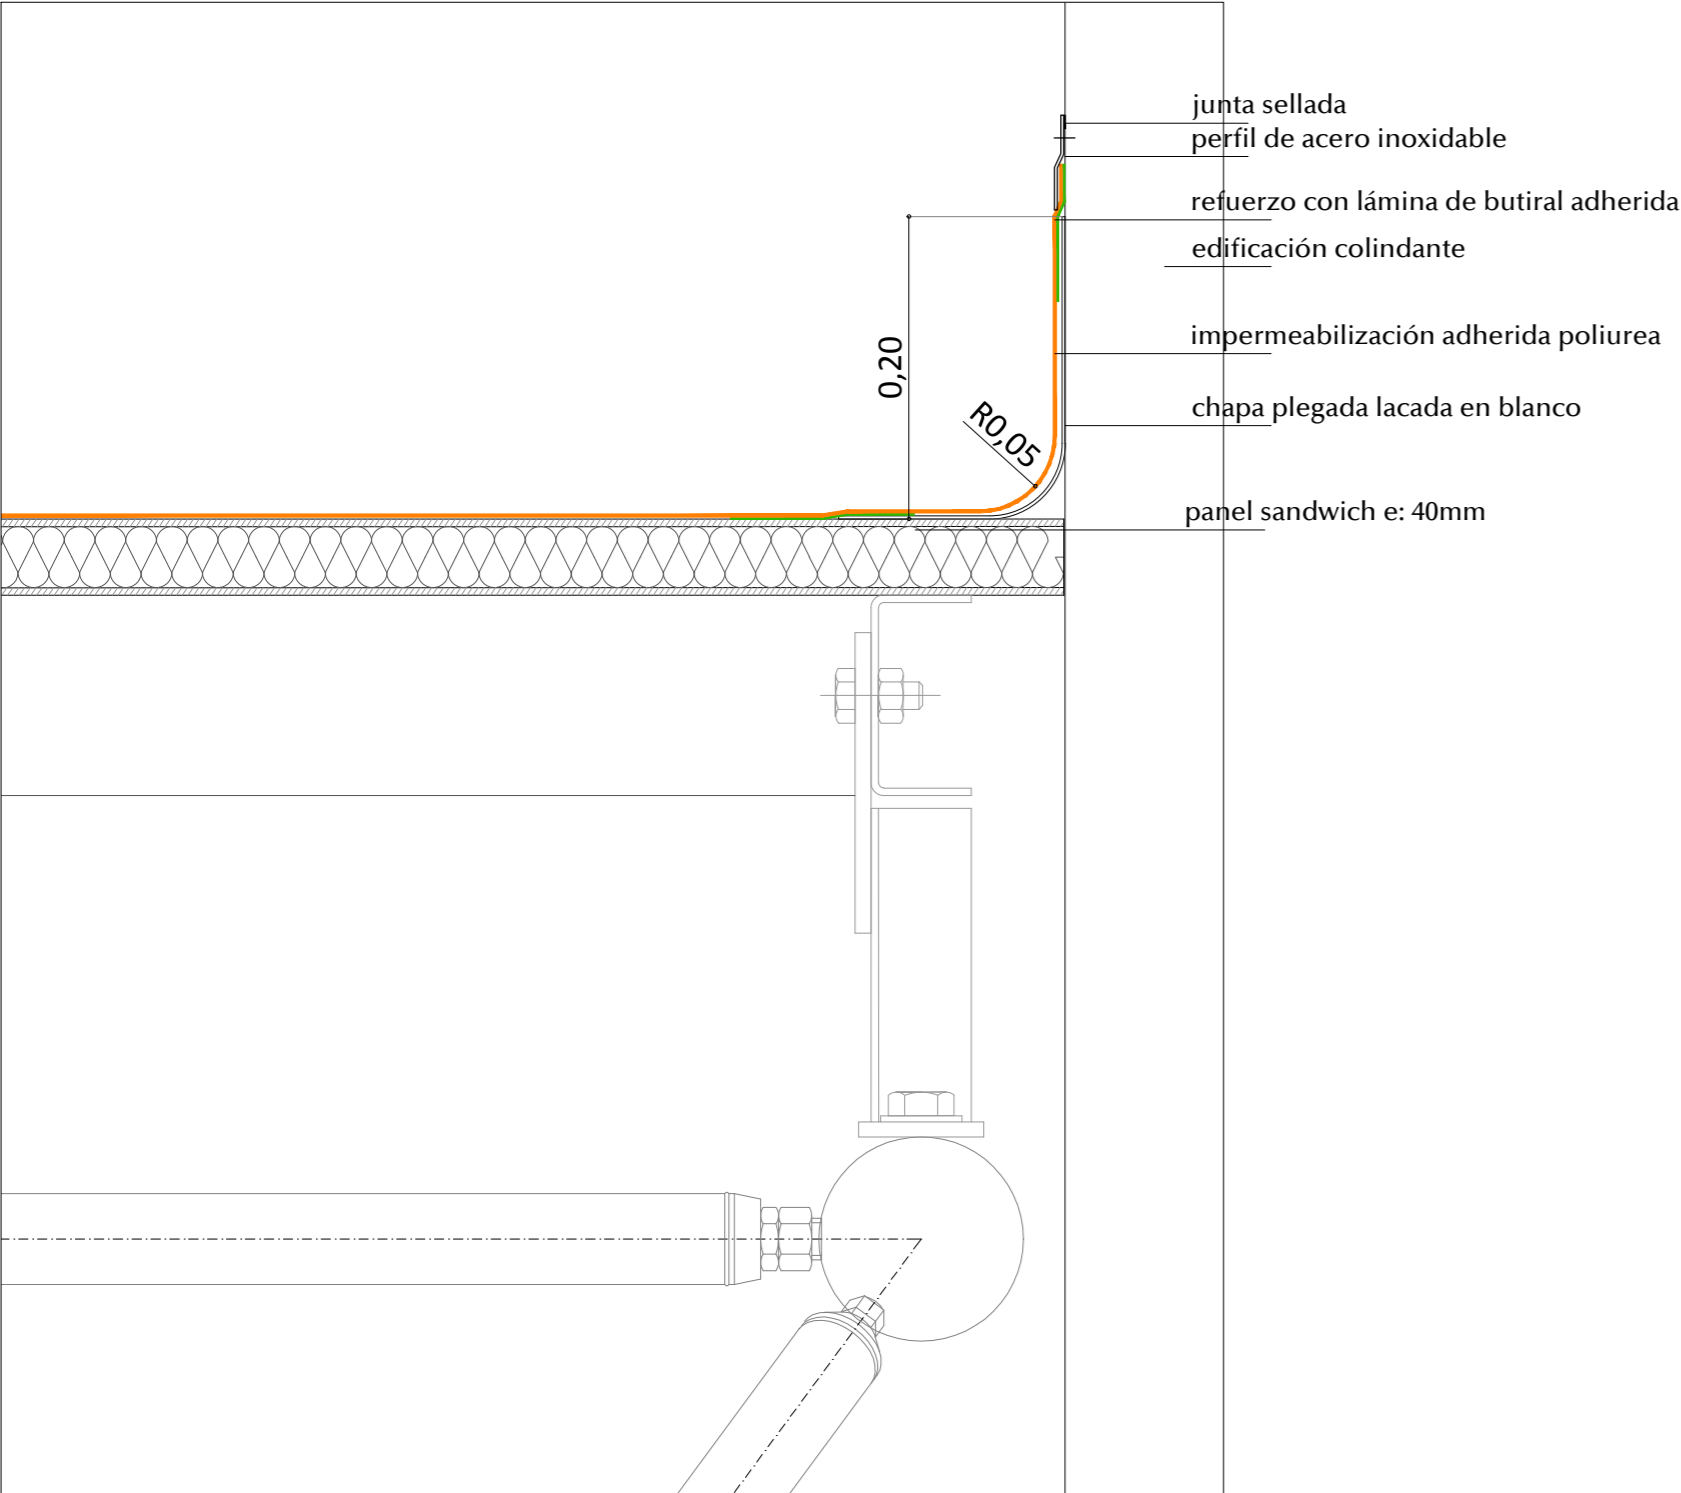 junta sellada
perfil de acero inoxidable
refuerzo con lámina de butiral adherida
edificación colindante
impermeabilización adherida poliurea
0,20
chapa plegada lacada en blanco
R0,05
panel sandwich e: 40mm